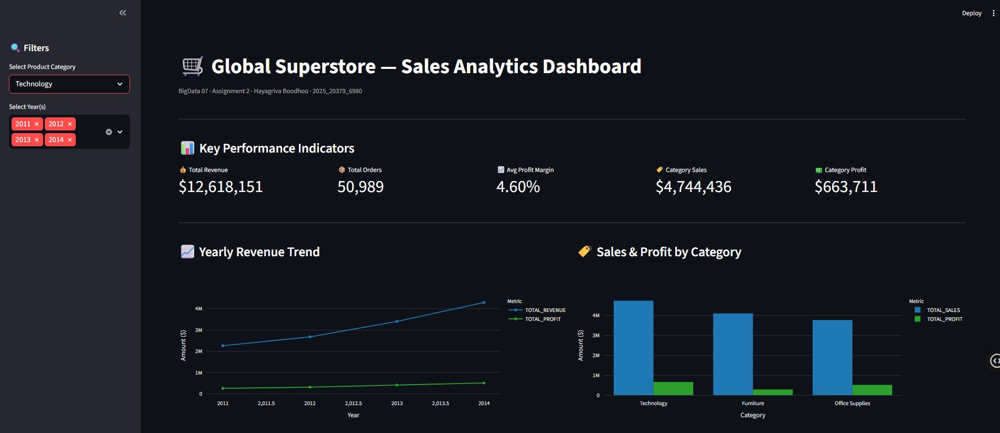 Deploy
Filters
Select Product Category
Technology
Select Year(s)
2011 × 2012 ×
2013 × 2014 ×
Global Superstore — Sales Analytics Dashboard
BigData 07 · Assignment 2 · Hayagriva Boodhoo · 2025_20379_6980
Key Performance Indicators
Total Revenue
$12,618,151
Total Orders
50,989
Avg Profit Margin
4.60%
Category Sales
$4,744,436
Category Profit
$663,711
Yearly Revenue Trend
Amount ($)
4M
3M
2M
1M
0
2011 2,011.5 2012 2,012.5 2013 2,013.5 2014
Year
Metric
TOTAL_REVENUE
TOTAL_PROFIT
Sales & Profit by Category
Amount ($)
4M
3M
2M
1M
0
Technology Furniture Office Supplies
Category
Metric
TOTAL_SALES
TOTAL_PROFIT